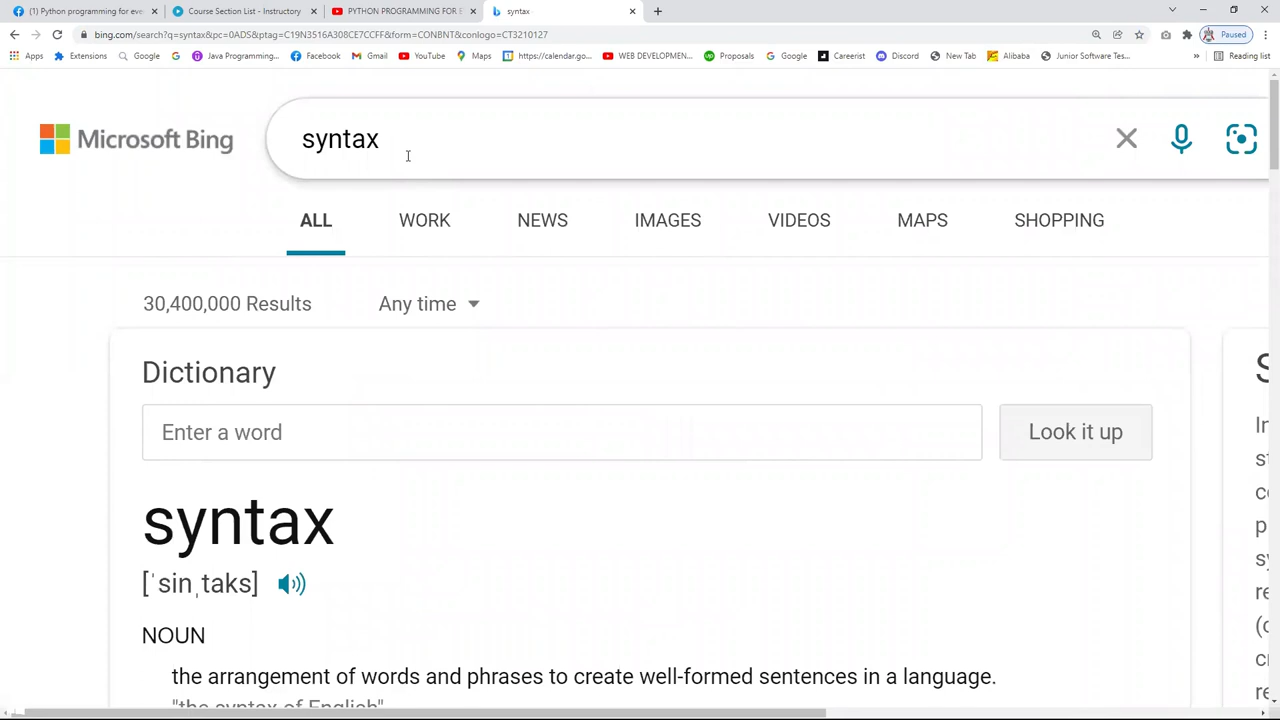 (1) Python programming for eve
Course Section List - Instructory
PYTHON PROGRAMMING FOR E
syntax
bing.com/search?q=syntax&pc=0ADS&ptag=C19N3516A308CE7CCFF&form=CONBNT&conlogo=CT3210127
Paused
Apps
Extensions
Google
Java Programming...
Facebook
Gmail
YouTube
Maps
https://calendar.go...
WEB DEVELOPMEN...
Proposals
Google
Careerist
Discord
New Tab
Alibaba
Junior Software Tes...
»
Reading list
Microsoft Bing
syntax
ALL WORK NEWS IMAGES VIDEOS MAPS SHOPPING
30,400,000 Results Any time
Dictionary
Enter a word
Look it up
syntax
[ˈsinˌtaks]
NOUN
the arrangement of words and phrases to create well-formed sentences in a language.
"the syntax of English"